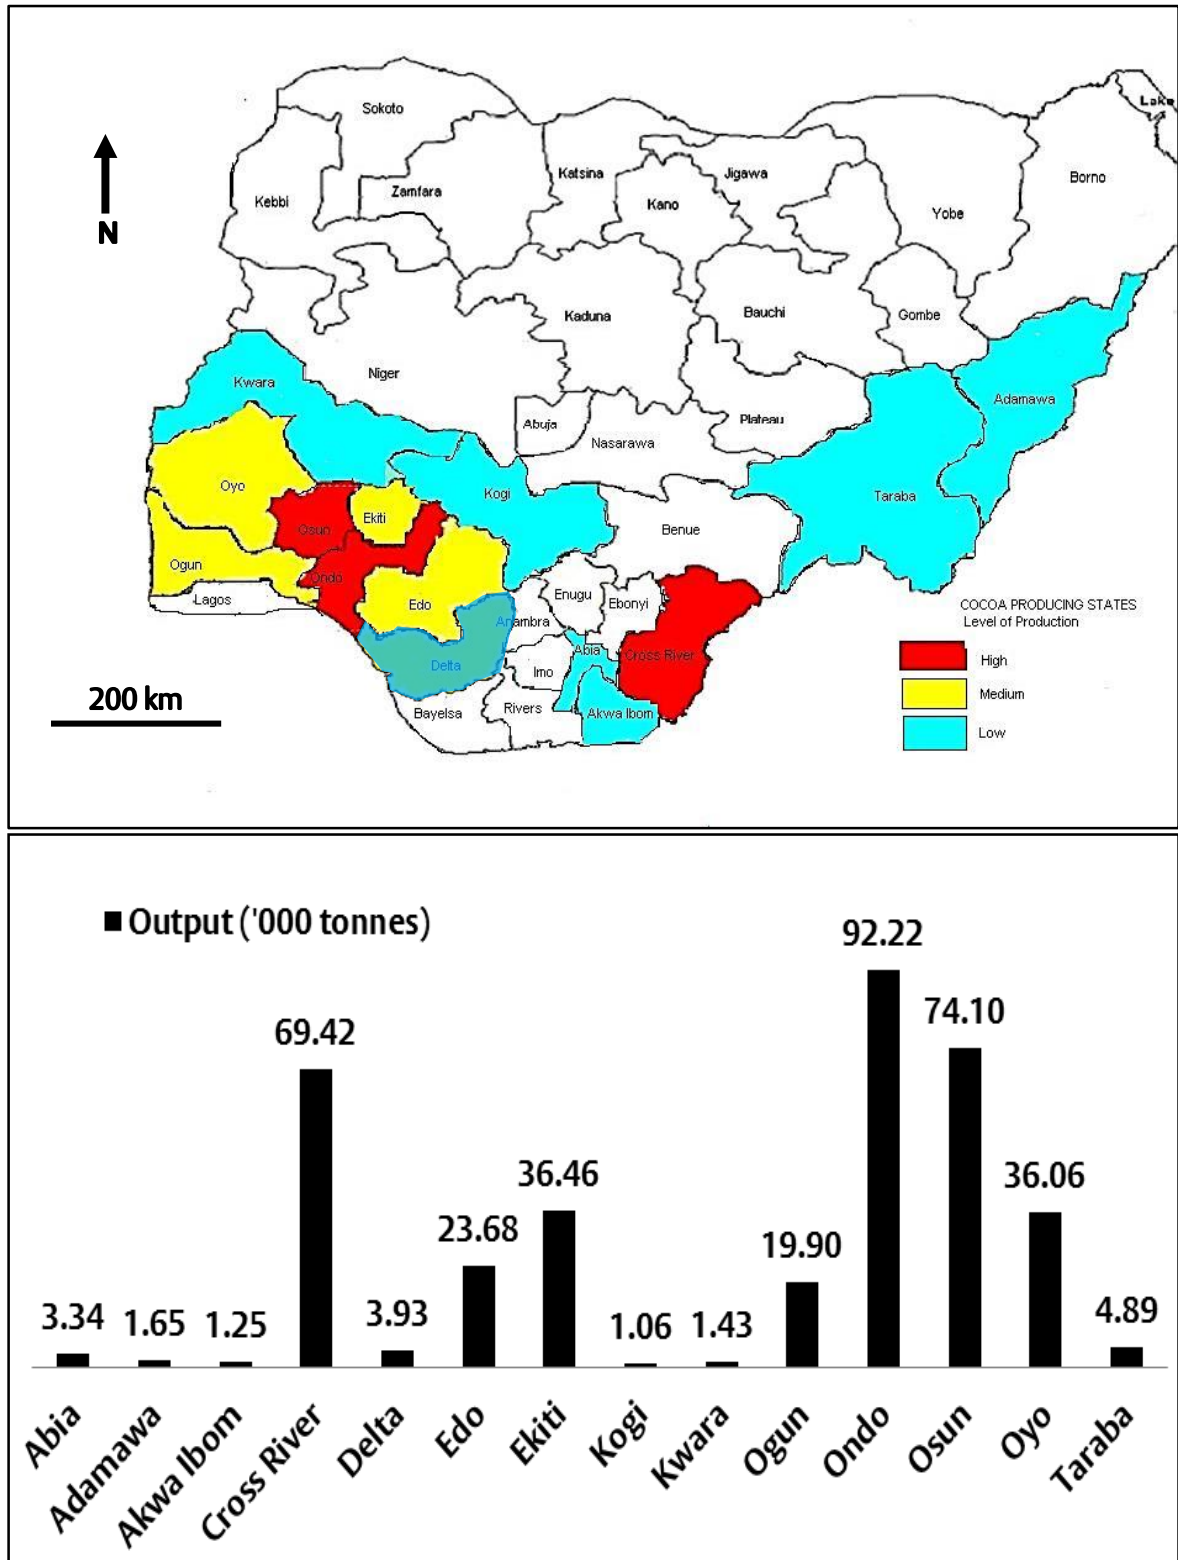 Sokoto
Lake
Katsina
Jigawa
Borno
Zamfara
Kebbi
Kano
Yobe
N
Kaduna
Bauchi
Gombe
Niger
Kwara
Adamawa
Abuja
Plateau
Nasarawa
Oyo
Kogi
Taraba
Ekiti
Osun
Benue
Ogun
Ondo
Enugu
Lagos
Edo
Ebonyi
Anambra
COCOA PRODUCING STATES
Level of Production
Abia
Cross River
Delta
Imo
High
200 km
Medium
Bayelsa
Rivers
Akwa Ibom
Low
Output ('000 tonnes)
92.22
74.10
69.42
36.46
36.06
23.68
19.90
3.34
1.65
1.25
3.93
1.06
1.43
4.89
Abia
Adamawa
Akwa Ibom
Cross River
Delta
Edo
Ekiti
Kogi
Kwara
Ogun
Ondo
Osun
Oyo
Taraba